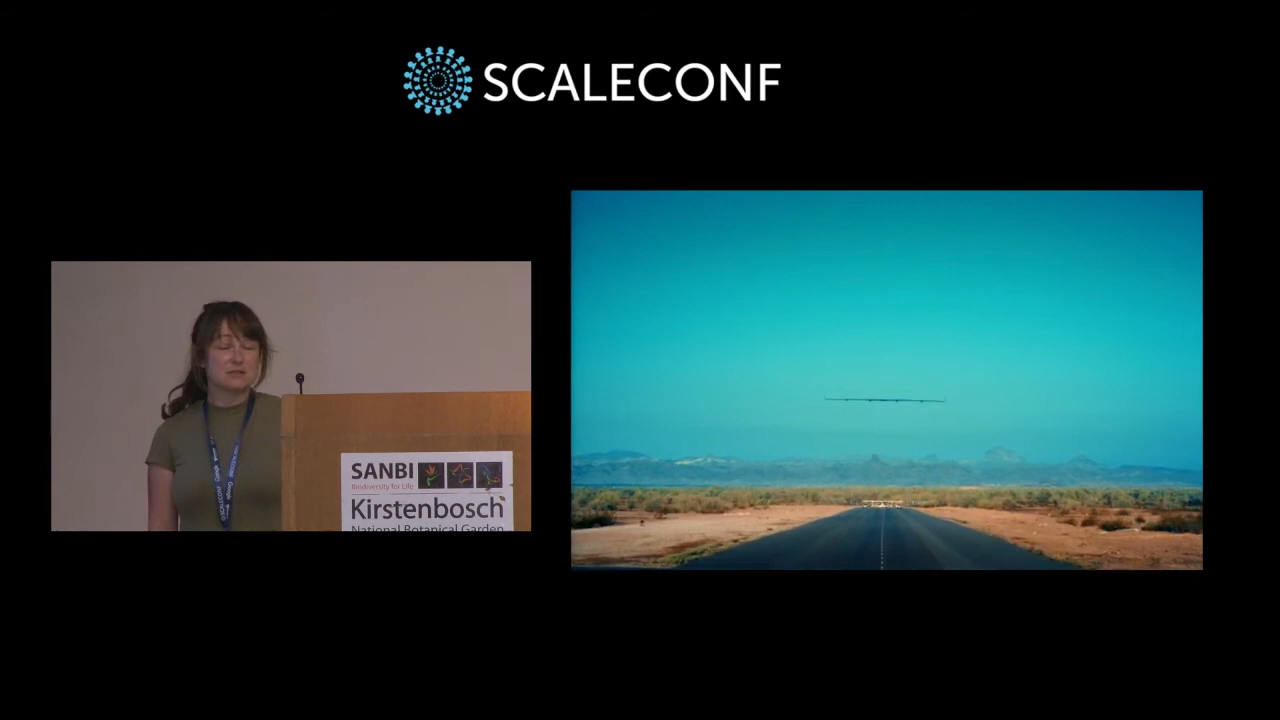 SCALECONF
SANBI
Biodiversity for Life
Kirstenbosch
National Botanical Garden